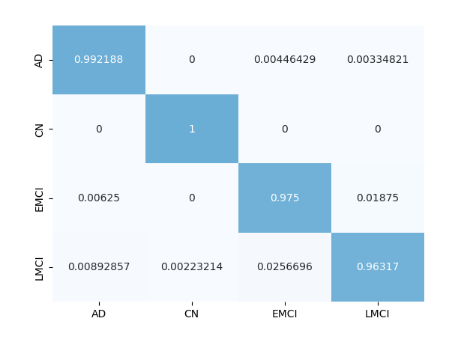 AD 0.992188 0 0.00446429 0.00334821
CN 0 1 0 0
EMCI 0.00625 0 0.975 0.01875
LMCI 0.00892857 0.00223214 0.0256696 0.96317
AD CN EMCI LMCI